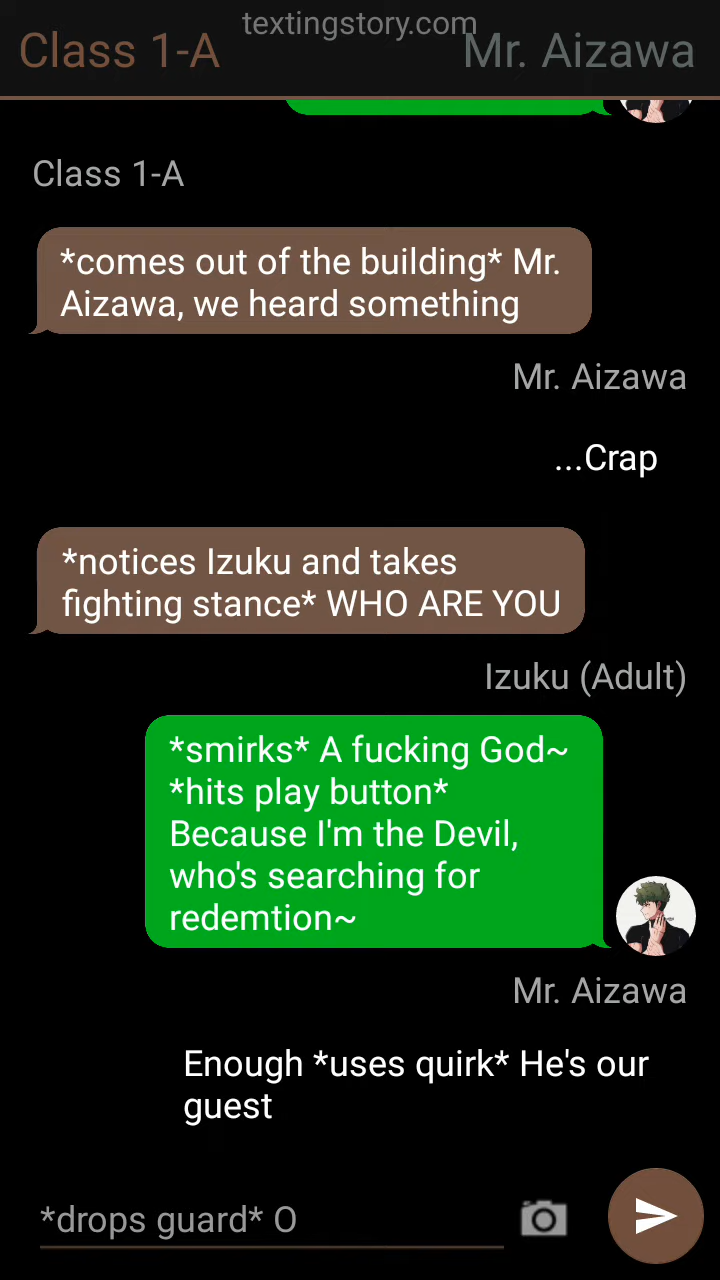 textingstory.com
Class 1-A
Mr. Aizawa
Class 1-A
*comes out of the building* Mr.
Aizawa, we heard something
Mr. Aizawa
...Crap
*notices Izuku and takes
fighting stance* WHO ARE YOU
Izuku (Adult)
*smirks* A fucking God~
*hits play button*
Because I'm the Devil,
who's searching for
redemtion~
Mr. Aizawa
Enough *uses quirk* He's our
guest
*drops guard* O